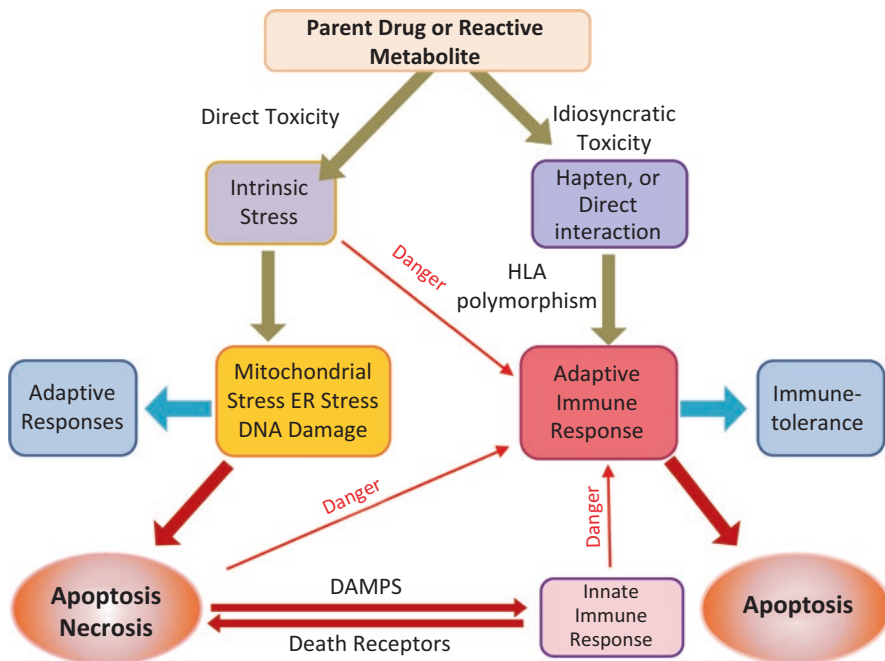 Parent Drug or Reactive
Metabolite
Direct Toxicity
Idiosyncratic
Toxicity
Intrinsic
Stress
Hapten, or
Direct
interaction
Danger
HLA
polymorphism
Adaptive
Responses
Mitochondrial
Stress ER Stress
DNA Damage
Adaptive
Immune
Response
Immune-
tolerance
Danger
Danger
Apoptosis
Necrosis
DAMPS
Death Receptors
Innate
Immune
Response
Apoptosis